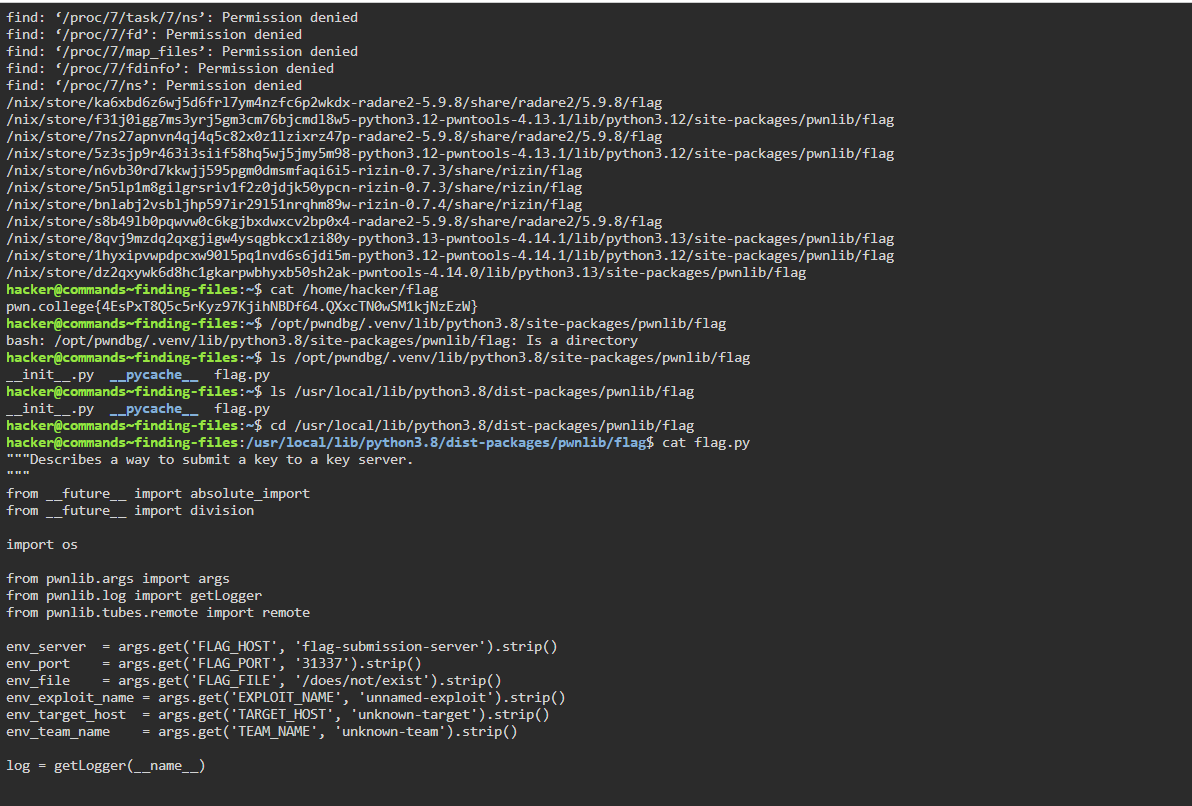 find: ‘/proc/7/task/7/ns’: Permission denied
find: ‘/proc/7/fd’: Permission denied
find: ‘/proc/7/map_files’: Permission denied
find: ‘/proc/7/fdinfo’: Permission denied
find: ‘/proc/7/ns’: Permission denied
/nix/store/ka6xbd6z6wj5d6frl7ym4nzfc6p2wkdx-radare2-5.9.8/share/radare2/5.9.8/flag
/nix/store/f31j0igg7ms3yrj5gm3cm76bjcmdl8w5-python3.12-pwntools-4.13.1/lib/python3.12/site-packages/pwnlib/flag
/nix/store/7ns27apnvn4qj4q5c82x0z1lzixrz47p-radare2-5.9.8/share/radare2/5.9.8/flag
/nix/store/5z3sjp9r463i3siif58hq5wj5jmy5m98-python3.12-pwntools-4.13.1/lib/python3.12/site-packages/pwnlib/flag
/nix/store/n6vb30rd7kkwjj595pgm0dmsmfaqi6i5-rizin-0.7.3/share/rizin/flag
/nix/store/5n5lp1m8gilgrsriv1f2z0jdjk50ypcn-rizin-0.7.3/share/rizin/flag
/nix/store/bnlabj2vsbljhp597ir29l51nrqhm89w-rizin-0.7.4/share/rizin/flag
/nix/store/s8b49lb0pqwvw0c6kgjbxdwxcv2bp0x4-radare2-5.9.8/share/radare2/5.9.8/flag
/nix/store/8qvj9mzdq2qxgjigw4ysqgbkcx1zi80y-python3.13-pwntools-4.14.1/lib/python3.13/site-packages/pwnlib/flag
/nix/store/1hyxipvwpdpcxw90l5pq1nvd6s6jdi5m-python3.12-pwntools-4.14.1/lib/python3.12/site-packages/pwnlib/flag
/nix/store/dz2qxywk6d8hc1gkarpwbhyxb50sh2ak-pwntools-4.14.0/lib/python3.13/site-packages/pwnlib/flag
hacker@commands~finding-files:~$ cat /home/hacker/flag
pwn.college{4EsPxT8Q5c5rKyz97KjihNBDf64.QXxcTN0wSM1kjNzEzW}
hacker@commands~finding-files:~$ /opt/pwndbg/.venv/lib/python3.8/site-packages/pwnlib/flag
bash: /opt/pwndbg/.venv/lib/python3.8/site-packages/pwnlib/flag: Is a directory
hacker@commands~finding-files:~$ ls /opt/pwndbg/.venv/lib/python3.8/site-packages/pwnlib/flag
__init__.py  __pycache__  flag.py
hacker@commands~finding-files:~$ ls /usr/local/lib/python3.8/dist-packages/pwnlib/flag
__init__.py  __pycache__  flag.py
hacker@commands~finding-files:~$ cd /usr/local/lib/python3.8/dist-packages/pwnlib/flag
hacker@commands~finding-files:/usr/local/lib/python3.8/dist-packages/pwnlib/flag$ cat flag.py
"""Describes a way to submit a key to a key server.
"""
from __future__ import absolute_import
from __future__ import division
import os
from pwnlib.args import args
from pwnlib.log import getLogger
from pwnlib.tubes.remote import remote
env_server  = args.get('FLAG_HOST', 'flag-submission-server').strip()
env_port    = args.get('FLAG_PORT', '31337').strip()
env_file    = args.get('FLAG_FILE', '/does/not/exist').strip()
env_exploit_name = args.get('EXPLOIT_NAME', 'unnamed-exploit').strip()
env_target_host  = args.get('TARGET_HOST', 'unknown-target').strip()
env_team_name    = args.get('TEAM_NAME', 'unknown-team').strip()
log = getLogger(__name__)